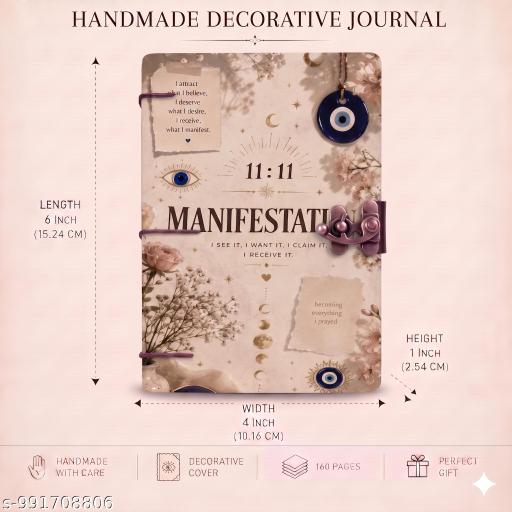 HANDMADE DECORATIVE JOURNAL
I attract
what I believe,
I deserve
what I desire,
I receive,
what I manifest.
11:11
MANIFESTATI
I SEE IT, I WANT IT, I CLAIM IT,
I RECEIVE IT.
becoming
everything
i prayed
LENGTH
6 INCH
(15.24 CM)
HEIGHT
1 INCH
(2.54 CM)
WIDTH
4 INCH
(10.16 CM)
HANDMADE
WITH CARE
DECORATIVE
COVER
160 PAGES
PERFECT
GIFT
s-991708806